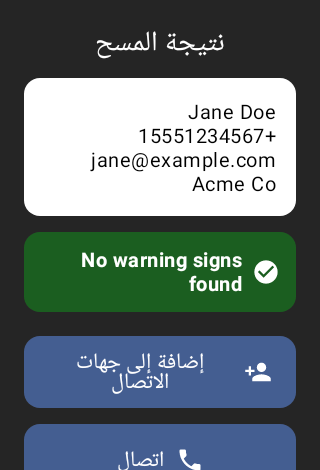 نتيجة المسح
Jane Doe
15551234567+
jane@example.com
Acme Co
No warning signs
found
إضافة إلى جهات
الاتصال
اتصال